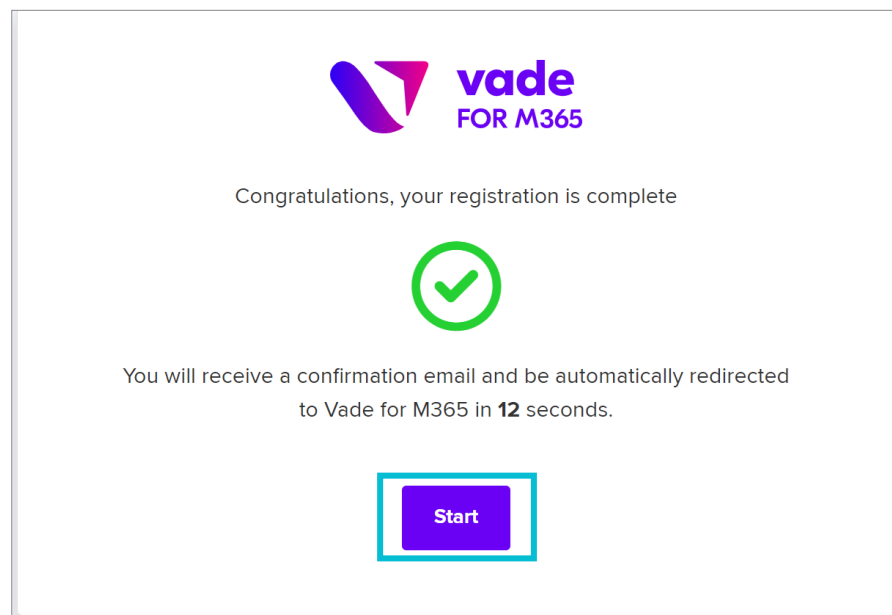 vade
FOR M365
Congratulations, your registration is complete
You will receive a confirmation email and be automatically redirected
to Vade for M365 in 12 seconds.
Start